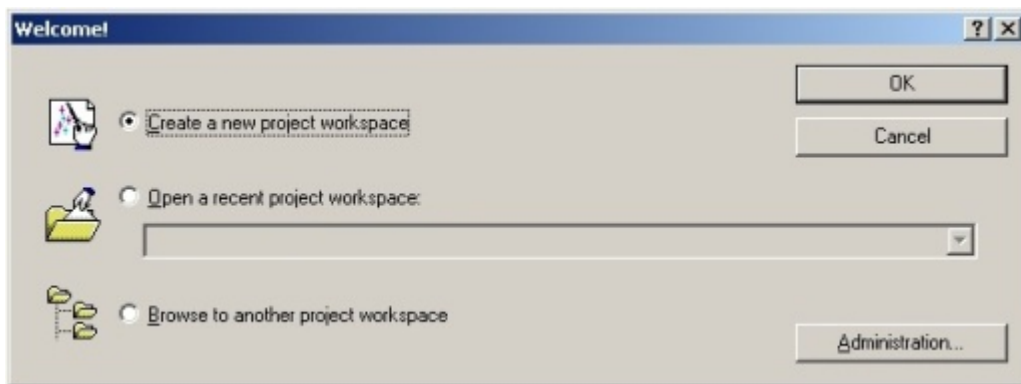 Welcome!
OK
Create a new project workspace
Cancel
Open a recent project workspace:
Browse to another project workspace
Administration...